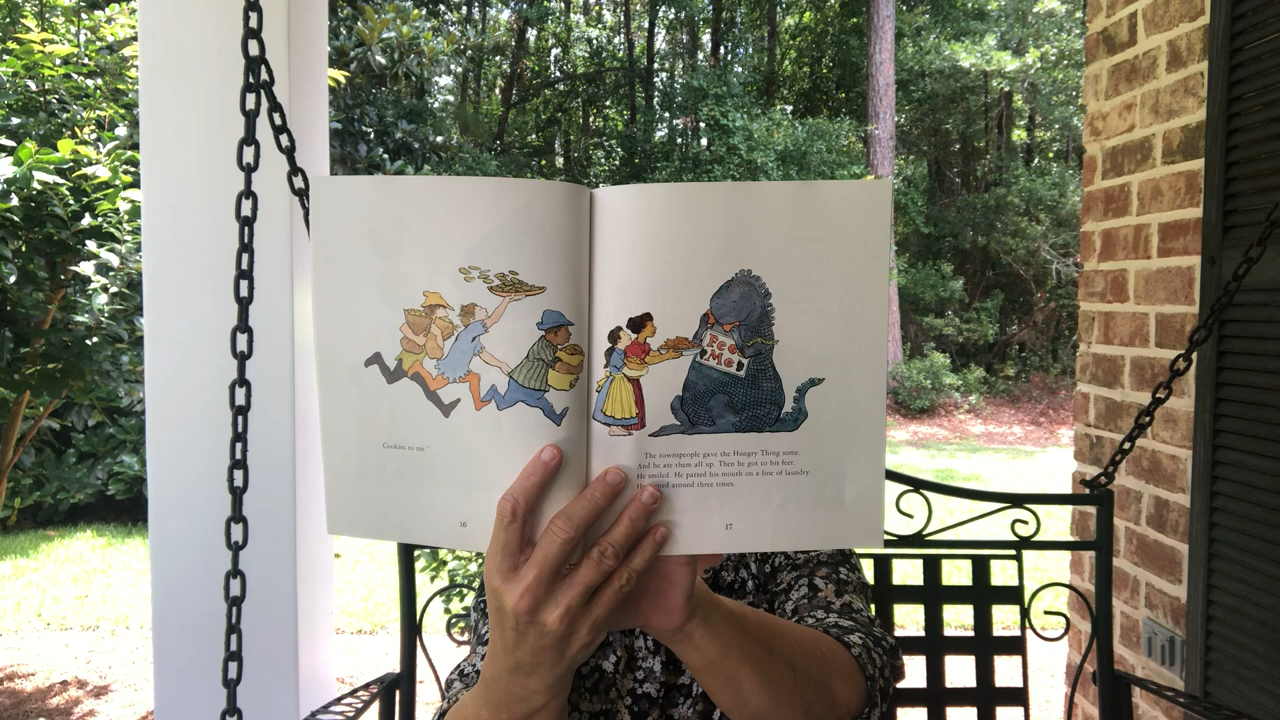 Cookies to me."
16
Feed
Me
The townspeople gave the Hungry Thing some.
And he ate them all up. Then he got to his feet.
He smiled. He patted his mouth on a line of laundry.
around three times.
17